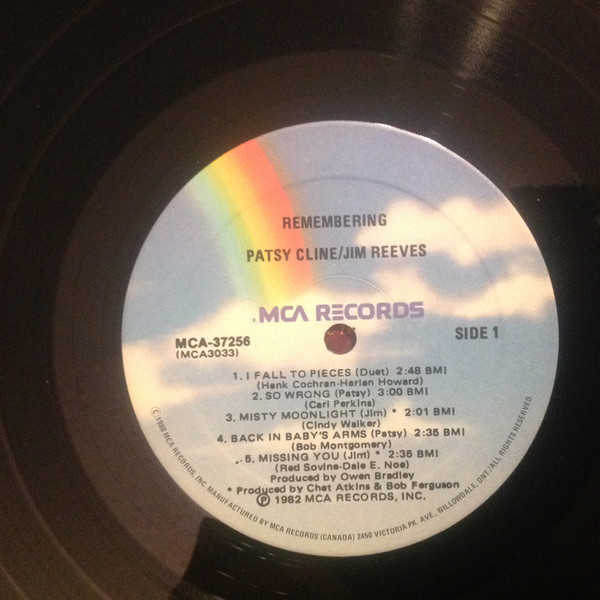 REMEMBERING
PATSY CLINE/JIM REEVES
MCA RECORDS
MCA-37256
(MCA3033)
SIDE 1
1. I FALL TO PIECES (Duet) 2:48 BMI
(Hank Cochran-Harlan Howard)
2. SO WRONG (Patsy) 3:00 BMI
(Carl Perkins)
3. MISTY MOONLIGHT (Jim) * 2:01 BMI
(Cindy Walker)
4. BACK IN BABY'S ARMS (Patsy) 2:35 BMI
(Bob Montgomery)
5. MISSING YOU (Jim) * 2:35 BMI
(Red Sovine-Dale E. Noe)
Produced by Owen Bradley
* Produced by Chet Atkins & Bob Ferguson
℗ 1982 MCA RECORDS, INC.
© 1980 MCA RECORDS, INC. MANUFACTURED BY MCA RECORDS (CANADA) 2450 VICTORIA PK. AVE., WILLOWDALE, ONT./ALL RIGHTS RESERVED.